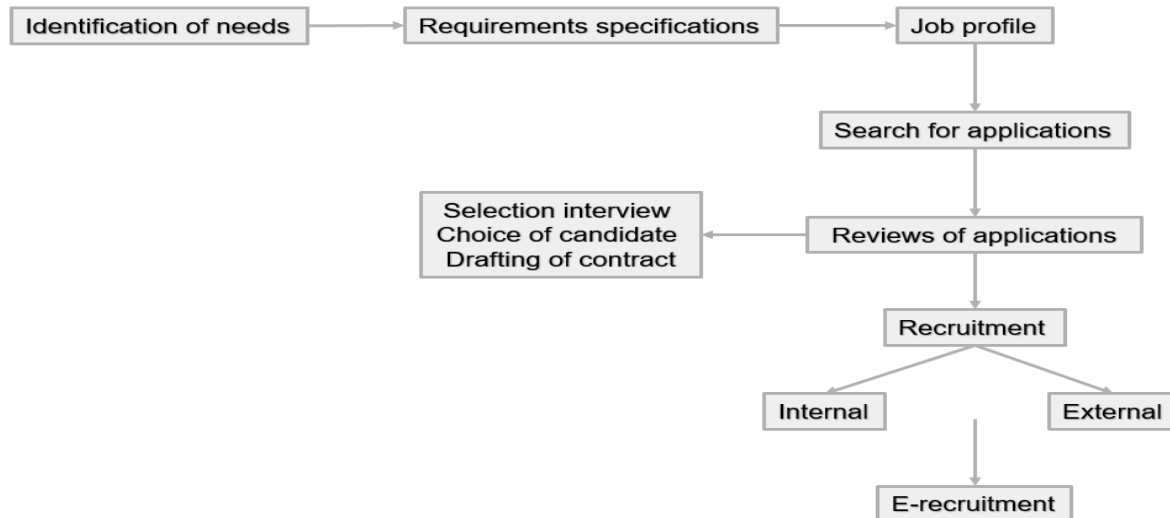 Identification of needs
Requirements specifications
Job profile
Search for applications
Selection interview
Choice of candidate
Drafting of contract
Reviews of applications
Recruitment
Internal
External
E-recruitment